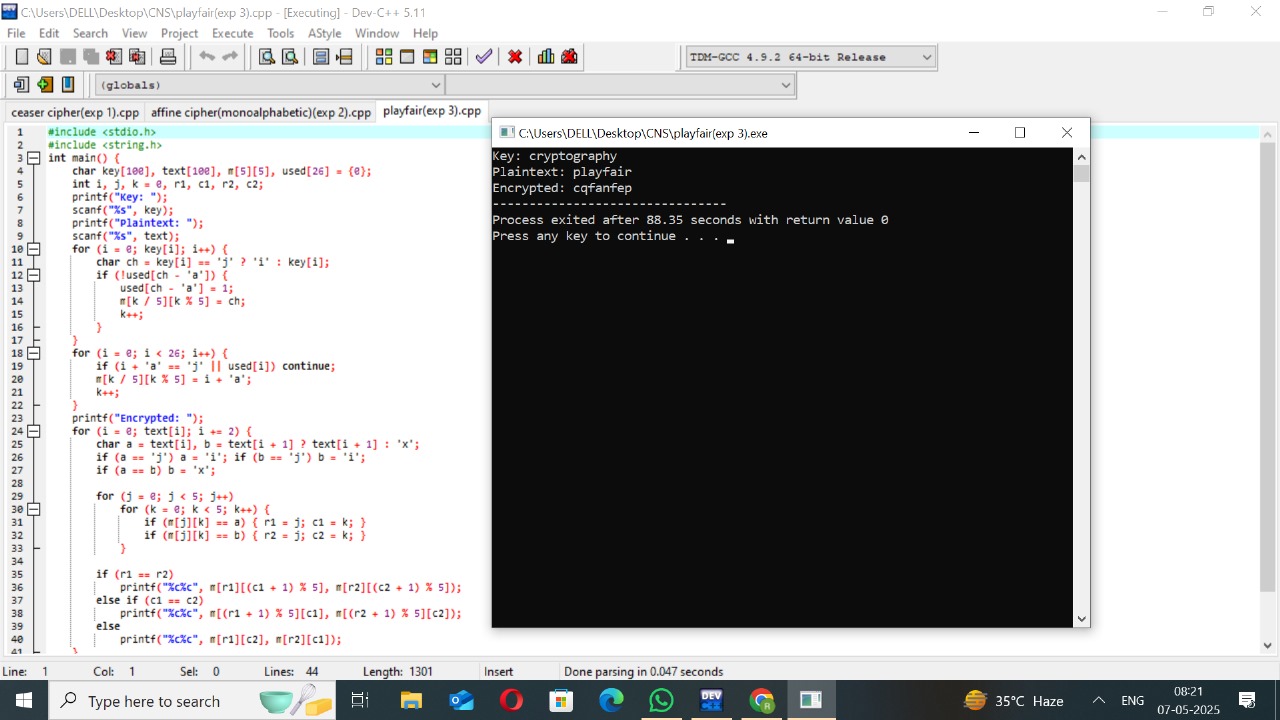 C:\Users\DELL\Desktop\CNS\playfair(exp 3).cpp - [Executing] - Dev-C++ 5.11
File Edit Search View Project Execute Tools AStyle Window Help
TDM-GCC 4.9.2 64-bit Release
(globals)
ceaser cipher(exp 1).cpp affine cipher(monoalphabetic)(exp 2).cpp playfair(exp 3).cpp
1 #include <stdio.h>
2 #include <string.h>
3 int main() {
4 char key[100], text[100], m[5][5], used[26] = {0};
5 int i, j, k = 0, r1, c1, r2, c2;
6 printf("Key: ");
7 scanf("%s", key);
8 printf("Plaintext: ");
9 scanf("%s", text);
10 for (i = 0; key[i]; i++) {
11 char ch = key[i] == 'j' ? 'i' : key[i];
12 if (!used[ch - 'a']) {
13 used[ch - 'a'] = 1;
14 m[k / 5][k % 5] = ch;
15 k++;
16 }
17 }
18 for (i = 0; i < 26; i++) {
19 if (i + 'a' == 'j' || used[i]) continue;
20 m[k / 5][k % 5] = i + 'a';
21 k++;
22 }
23 printf("Encrypted: ");
24 for (i = 0; text[i]; i += 2) {
25 char a = text[i], b = text[i + 1] ? text[i + 1] : 'x';
26 if (a == 'j') a = 'i'; if (b == 'j') b = 'i';
27 if (a == b) b = 'x';
28
29 for (j = 0; j < 5; j++)
30 for (k = 0; k < 5; k++) {
31 if (m[j][k] == a) { r1 = j; c1 = k; }
32 if (m[j][k] == b) { r2 = j; c2 = k; }
33 }
34
35 if (r1 == r2)
36 printf("%c%c", m[r1][(c1 + 1) % 5], m[r2][(c2 + 1) % 5]);
37 else if (c1 == c2)
38 printf("%c%c", m[(r1 + 1) % 5][c1], m[(r2 + 1) % 5][c2]);
39 else
40 printf("%c%c", m[r1][c2], m[r2][c1]);
41 }
C:\Users\DELL\Desktop\CNS\playfair(exp 3).exe
Key: cryptography
Plaintext: playfair
Encrypted: cqfanfep
------------------------------
Process exited after 88.35 seconds with return value 0
Press any key to continue . . . _
Line: 1 Col: 1 Sel: 0 Lines: 44 Length: 1301 Insert Done parsing in 0.047 seconds
Type here to search
DEV
35°C Haze
ENG
08:21
07-05-2025